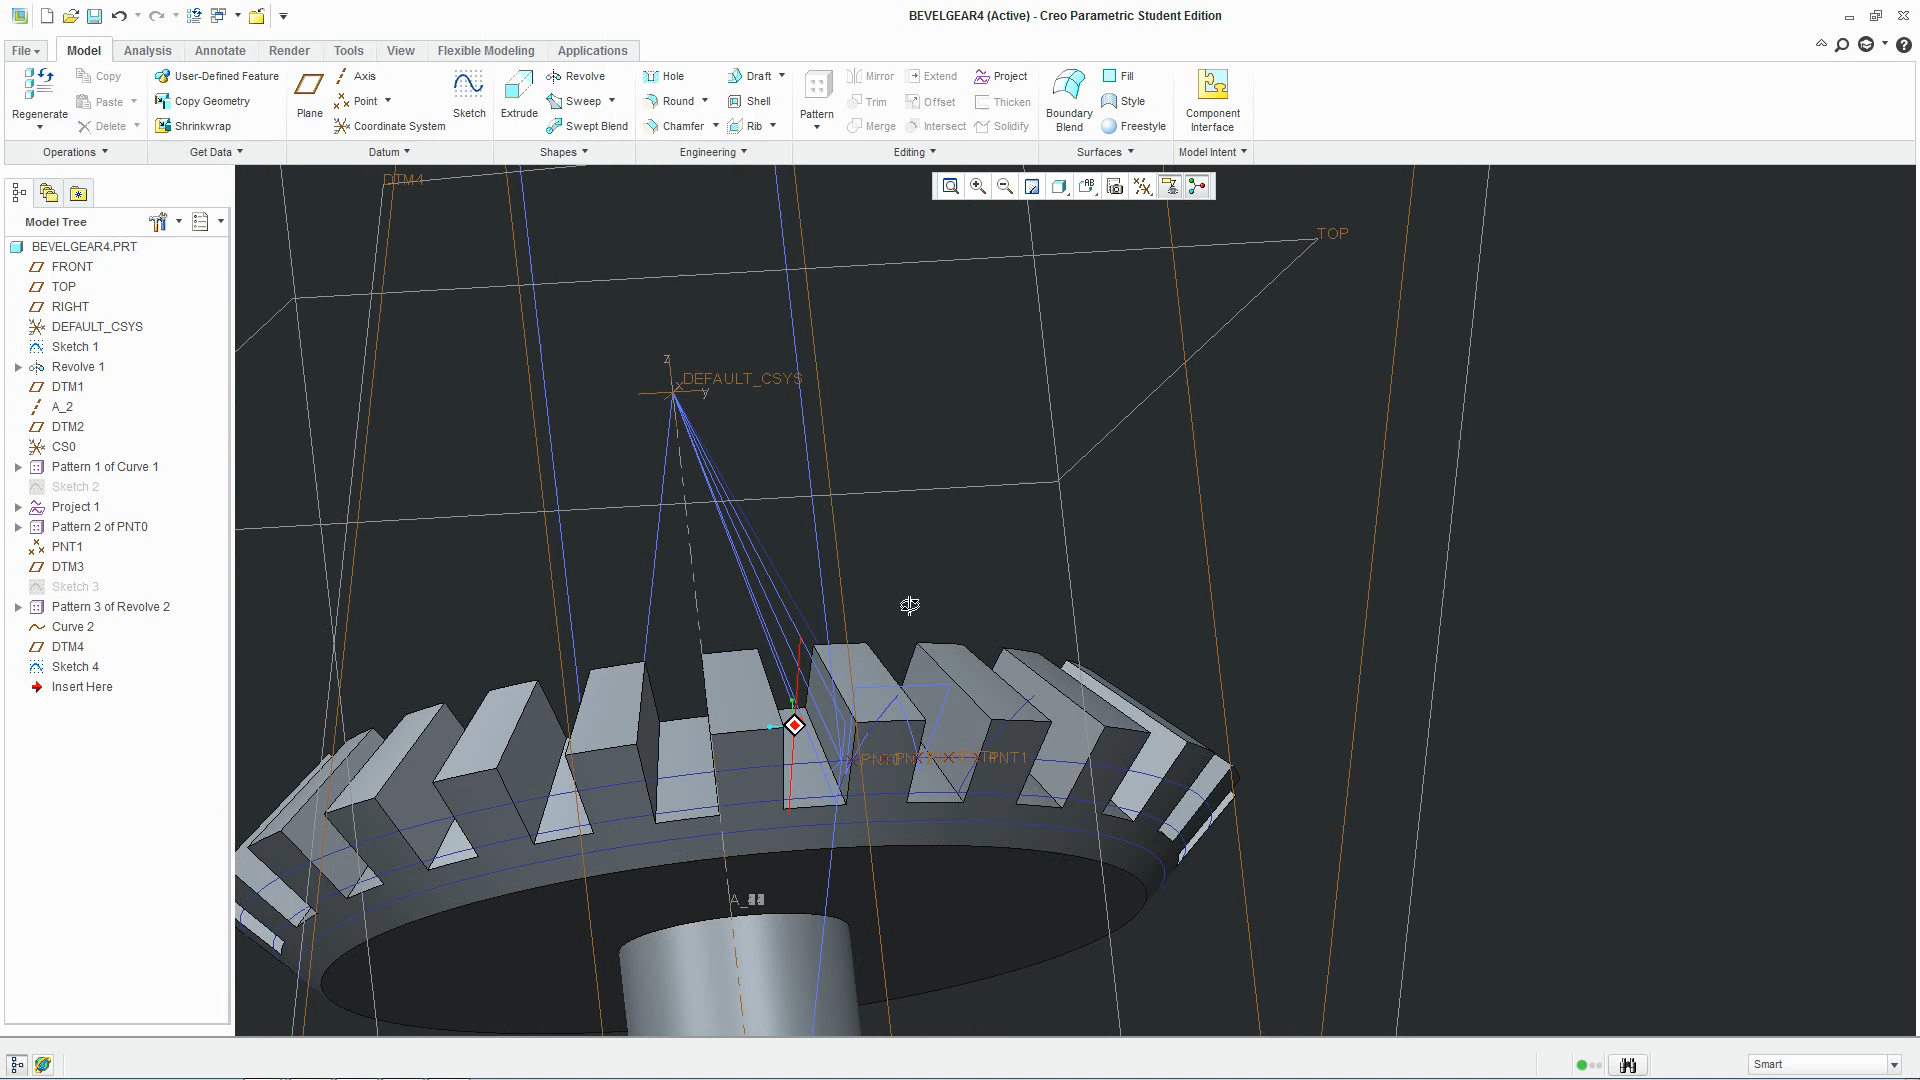 BEVELGEAR4 (Active) - Creo Parametric Student Edition
File Model Analysis Annotate Render Tools View Flexible Modeling Applications
Regenerate
Copy
Paste
Delete
User-Defined Feature
Copy Geometry
Shrinkwrap
Plane
Axis
Point
Coordinate System
Sketch
Extrude
Revolve
Sweep
Swept Blend
Hole
Round
Chamfer
Draft
Shell
Rib
Pattern
Mirror
Trim
Merge
Extend
Offset
Intersect
Project
Thicken
Solidify
Boundary
Blend
Fill
Style
Freestyle
Component
Interface
Operations Get Data Datum Shapes Engineering Editing Surfaces Model Intent
Model Tree
BEVELGEAR4.PRT
FRONT
TOP
RIGHT
DEFAULT_CSYS
Sketch 1
Revolve 1
DTM1
A_2
DTM2
CS0
Pattern 1 of Curve 1
Sketch 2
Project 1
Pattern 2 of PNT0
PNT1
DTM3
Sketch 3
Pattern 3 of Revolve 2
Curve 2
DTM4
Sketch 4
Insert Here
DTM4
TOP
z
DEFAULT_CSYS
x
y
PNT1
Smart